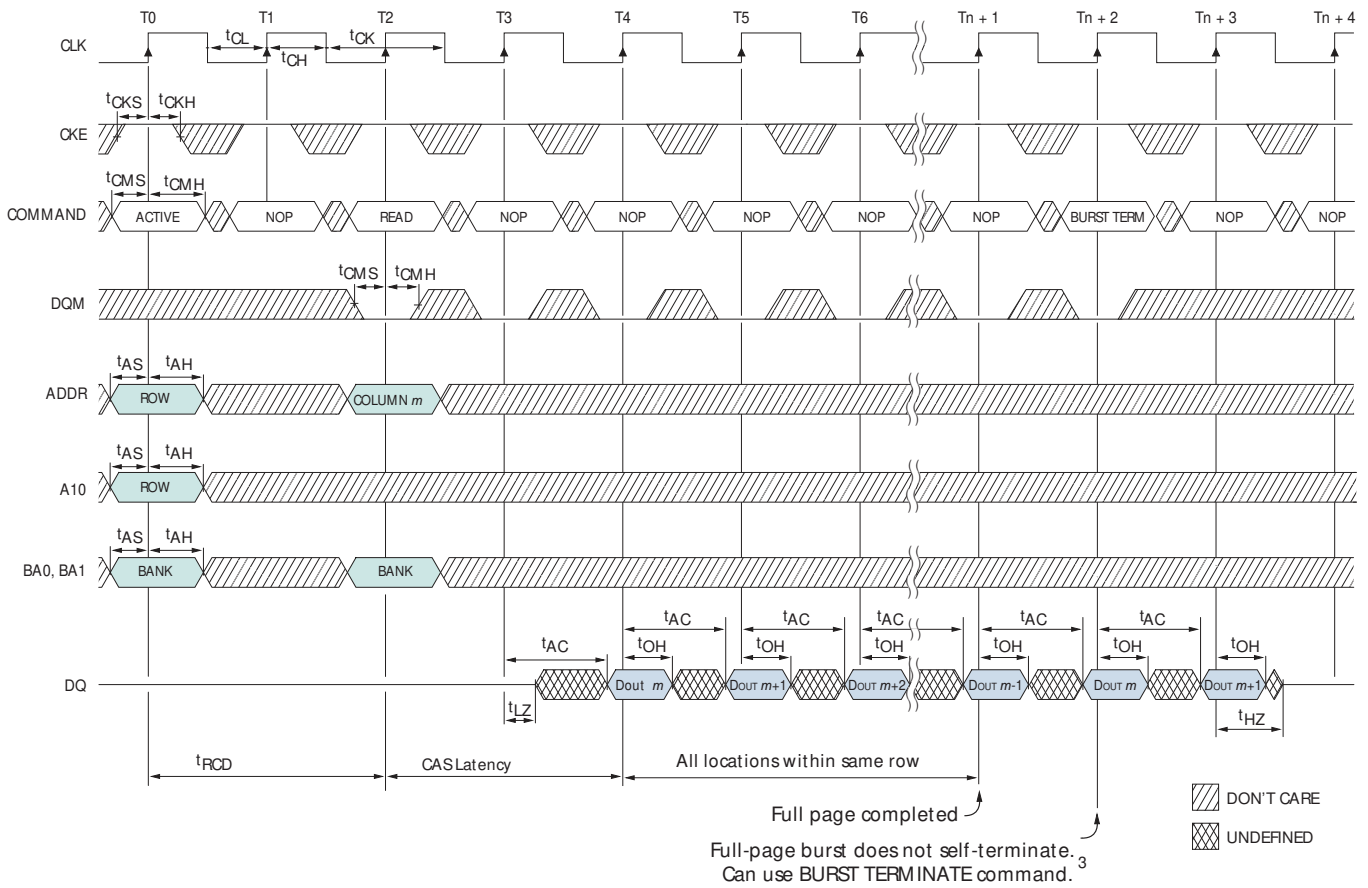 T0 T1 T2 T3 T4 T5 T6 Tn + 1 Tn + 2 Tn + 3 Tn + 4
CLK
tCL tCK
tCH
tCKS tCKH
CKE
tCMS tCMH
COMMAND ACTIVE NOP READ NOP NOP NOP NOP NOP BURST TERM NOP NOP
tCMS tCMH
DQM
tAS tAH
ADDR ROW COLUMN m
tAS tAH
A10 ROW
tAS tAH
BA0, BA1 BANK BANK
tAC tAC tAC tAC tAC tAC
tOH tOH tOH tOH tOH tOH
DQ Dout m DOUT m+1 DOUT m+2 DOUT m-1 DOUT m DOUT m+1
tLZ tHZ
tRCD CAS Latency All locations within same row
Full page completed
Full-page burst does not self-terminate.
Can use BURST TERMINATE command. 3
DON'T CARE
UNDEFINED